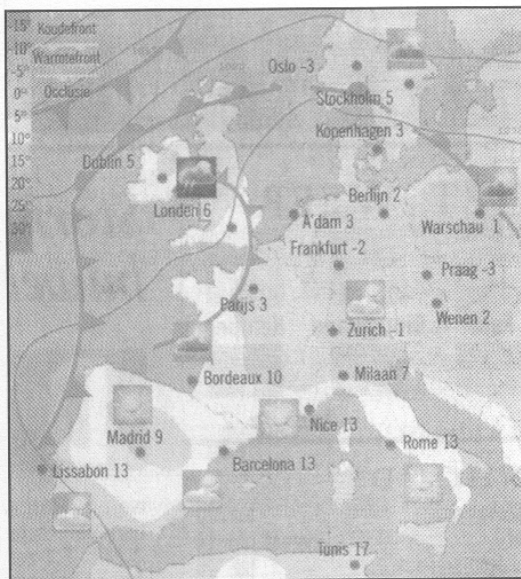 -15°
Koudefront
-10°
Warmtefront
-5°
0°
Occlusie
5°
10°
15°
20°
25°
30°
Oslo -3
Stockholm 5
Kopenhagen 3
Dublin 5
Londen 6
Berlijn 2
A'dam 3
Warschau 1
Frankfurt -2
Praag -3
Parijs 3
Wenen 2
Zurich -1
Bordeaux 10
Milaan 7
Nice 13
Madrid 9
Rome 13
Lissabon 13
Barcelona 13
Tunis 17